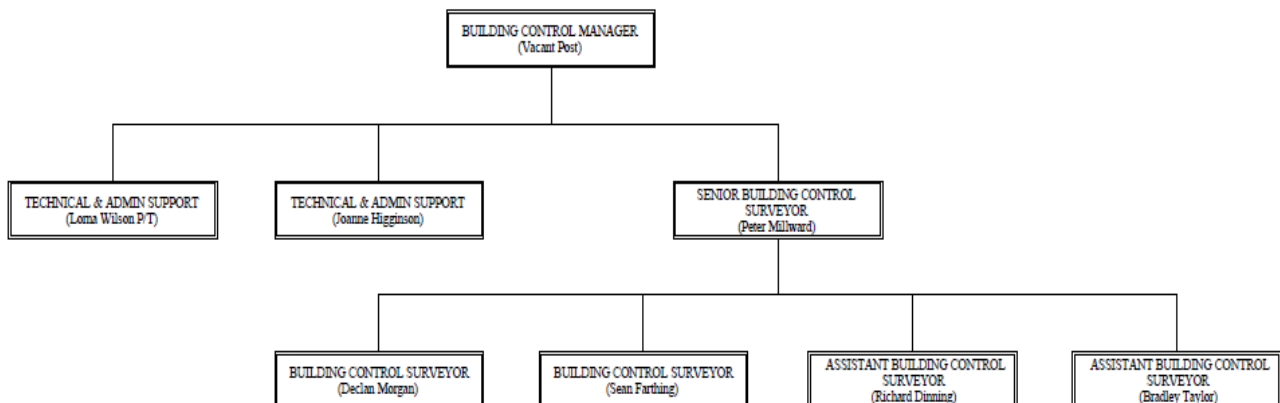 BUILDING CONTROL MANAGER
(Vacant Post)
TECHNICAL & ADMIN SUPPORT
(Lorna Wilson P/T)
TECHNICAL & ADMIN SUPPORT
(Joanne Higginson)
SENIOR BUILDING CONTROL
SURVEYOR
(Peter Millward)
BUILDING CONTROL SURVEYOR
(Declan Morgan)
BUILDING CONTROL SURVEYOR
(Sean Farthing)
ASSISTANT BUILDING CONTROL
SURVEYOR
(Richard Dinning)
ASSISTANT BUILDING CONTROL
SURVEYOR
(Bradley Taylor)